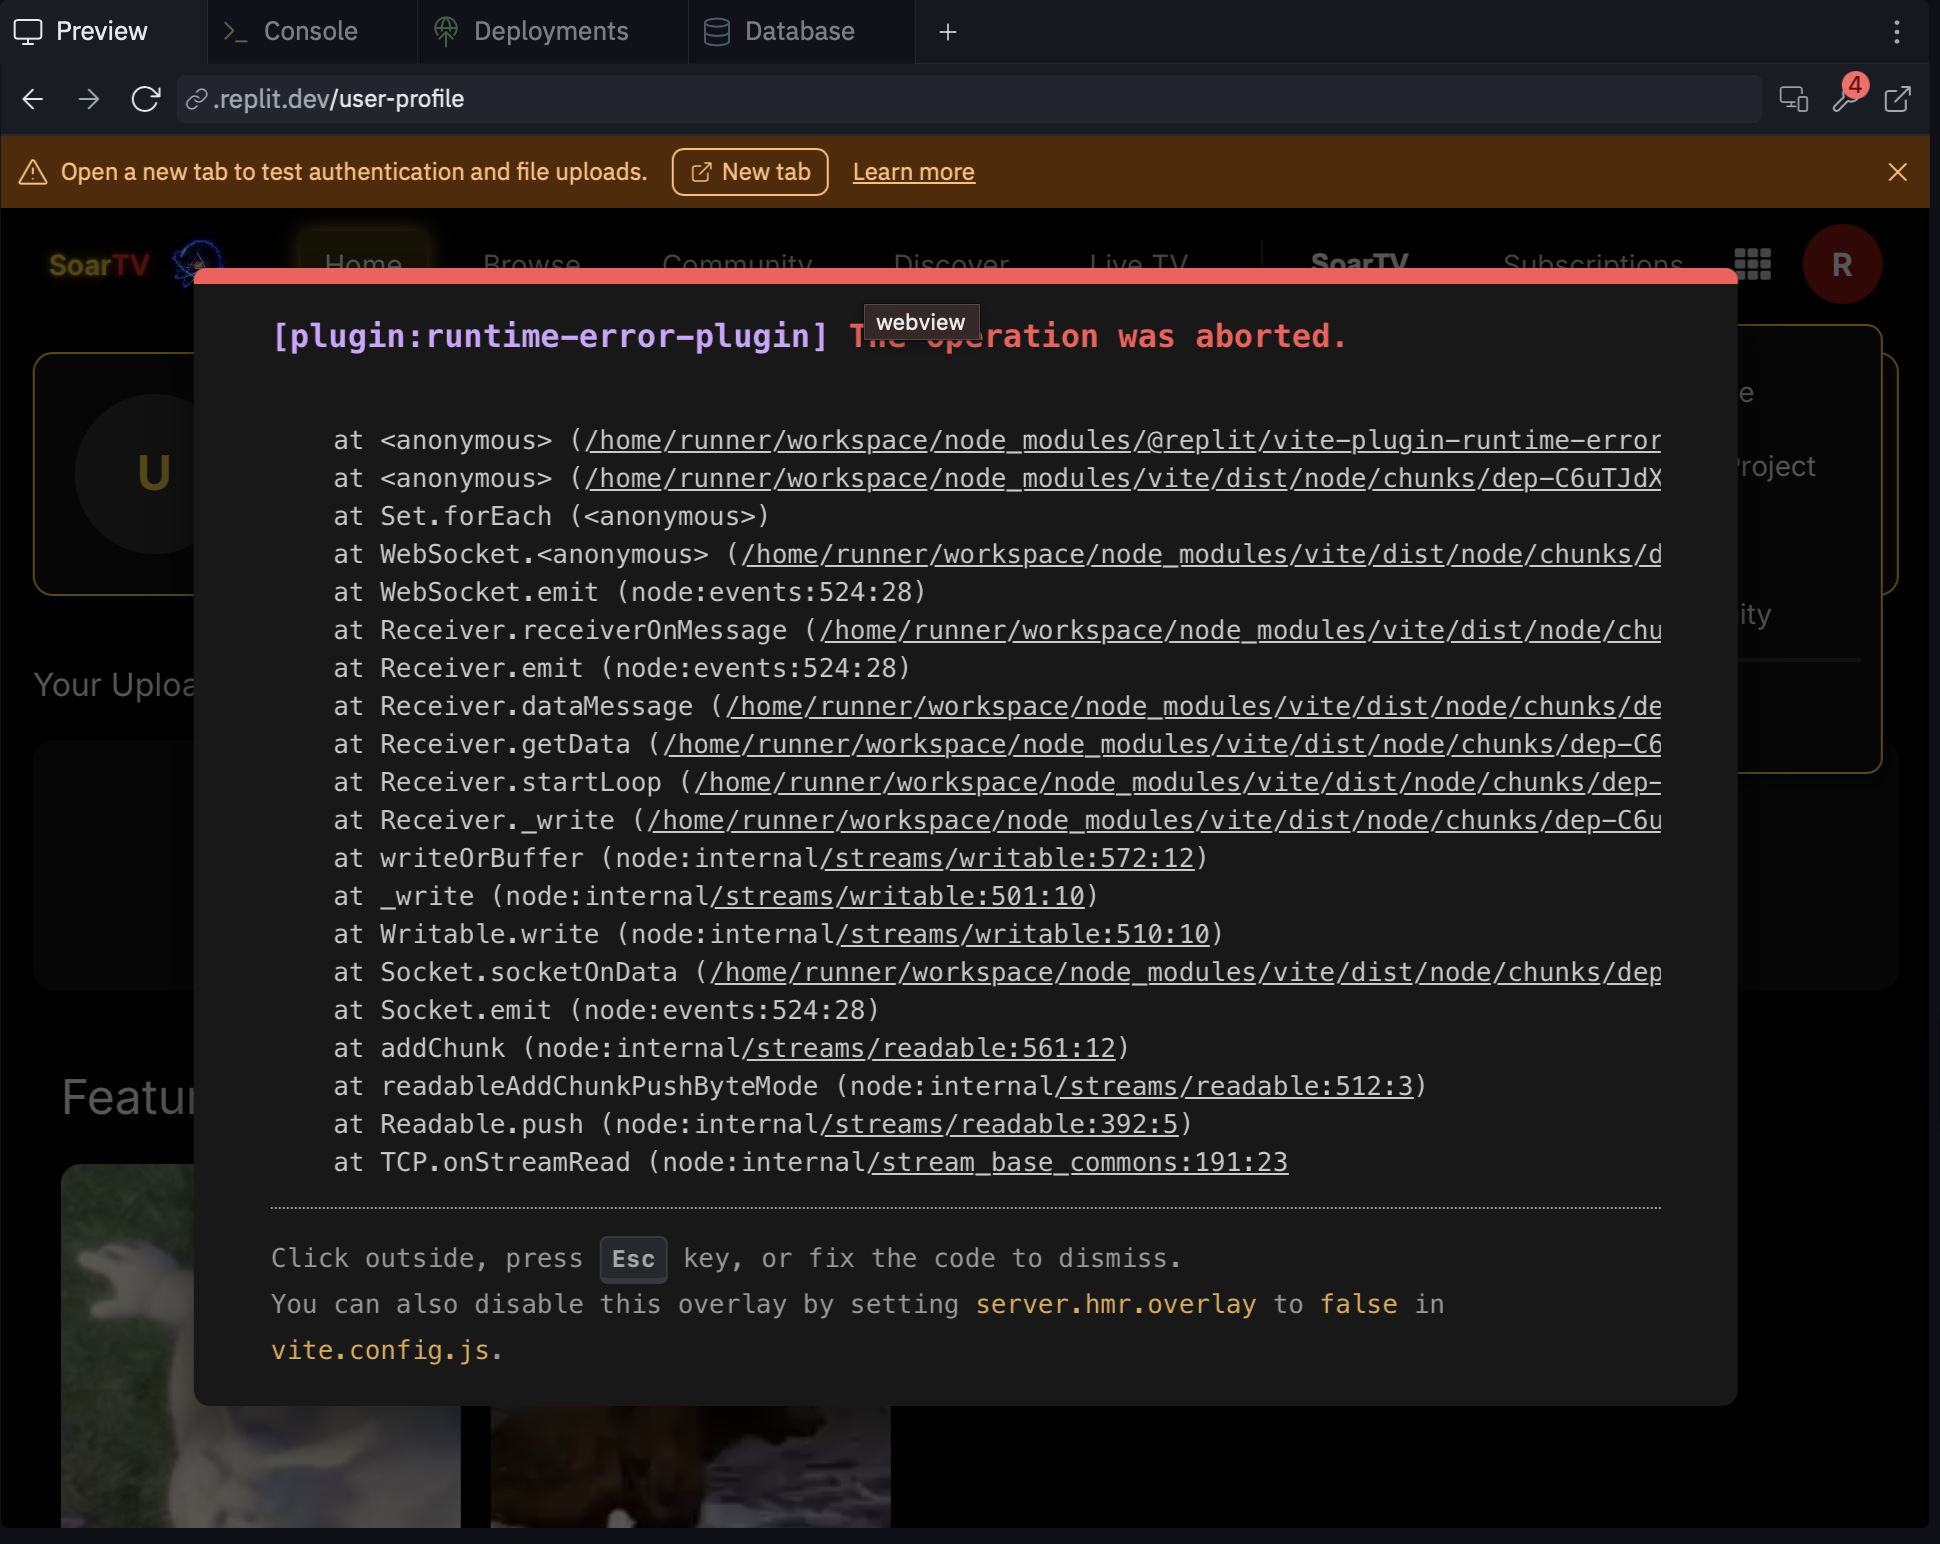 Preview
Console
Deployments
Database
.replit.dev/user-profile
4
Open a new tab to test authentication and file uploads.
New tab
Learn more
SoarTV
Home
Browse
Community
Discover
Live TV
SoarTV
Subscriptions
R
webview
[plugin:runtime-error-plugin] The operation was aborted.
e
Project
U
ity
Your Uploa
at <anonymous> (/home/runner/workspace/node_modules/@replit/vite-plugin-runtime-error
at <anonymous> (/home/runner/workspace/node_modules/vite/dist/node/chunks/dep-C6uTJdX
at Set.forEach (<anonymous>)
at WebSocket.<anonymous> (/home/runner/workspace/node_modules/vite/dist/node/chunks/d
at WebSocket.emit (node:events:524:28)
at Receiver.receiverOnMessage (/home/runner/workspace/node_modules/vite/dist/node/chu
at Receiver.emit (node:events:524:28)
at Receiver.dataMessage (/home/runner/workspace/node_modules/vite/dist/node/chunks/de
at Receiver.getData (/home/runner/workspace/node_modules/vite/dist/node/chunks/dep-C6
at Receiver.startLoop (/home/runner/workspace/node_modules/vite/dist/node/chunks/dep-
at Receiver._write (/home/runner/workspace/node_modules/vite/dist/node/chunks/dep-C6u
at writeOrBuffer (node:internal/streams/writable:572:12)
at _write (node:internal/streams/writable:501:10)
at Writable.write (node:internal/streams/writable:510:10)
at Socket.socketOnData (/home/runner/workspace/node_modules/vite/dist/node/chunks/dep
at Socket.emit (node:events:524:28)
at addChunk (node:internal/streams/readable:561:12)
at readableAddChunkPushByteMode (node:internal/streams/readable:512:3)
at Readable.push (node:internal/streams/readable:392:5)
at TCP.onStreamRead (node:internal/stream_base_commons:191:23
Featur
Click outside, press Esc key, or fix the code to dismiss.
You can also disable this overlay by setting server.hmr.overlay to false in
vite.config.js.